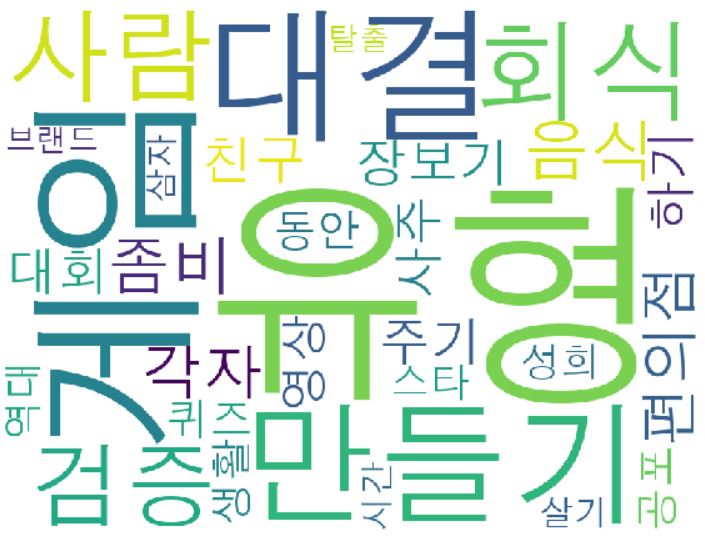 사람
대결
탈출
회식
브랜드
게임
삼자
친구
장보기
음식
하기
대회
좀비
유형
동안
사주
성희
편의점
각자
영상
주기
스타
역대
퀴즈
검증
생활
만들기
시간
살기
공포